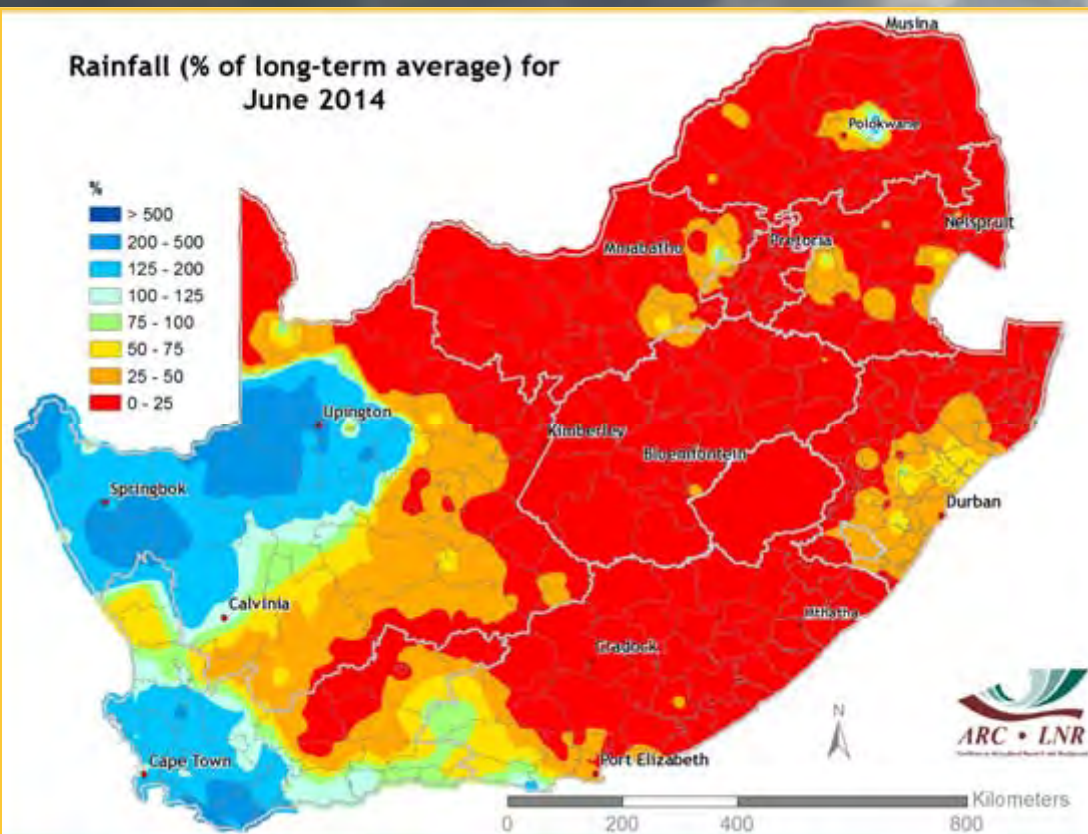 Rainfall (% of long-term average) for
June 2014
%
> 500
200 - 500
125 - 200
100 - 125
75 - 100
50 - 75
25 - 50
0 - 25
Musina
Polokwane
Nelspruit
Mmabatho
Pretoria
Upington
Kimberley
Bloemfontein
Springbok
Durban
Calvinia
Mthatha
Cradock
Cape Town
Port Elizabeth
N
ARC • LNR
Kilometers
0 200 400 800